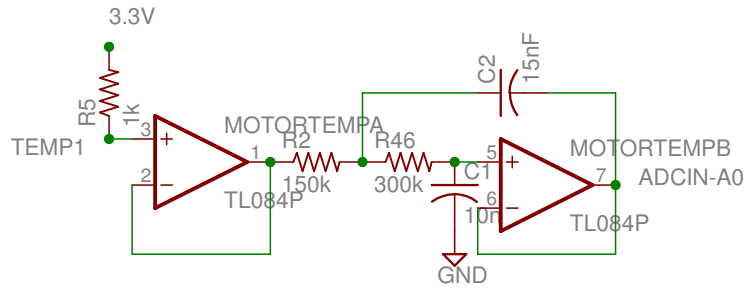 3.3V
R5
1k
TEMP1
3
2
1
MOTORTEMPA
TL084P
R2
150k
R46
300k
C2
15nF
C1
10n
GND
5
6
7
MOTORTEMPB
ADCIN-A0
TL084P